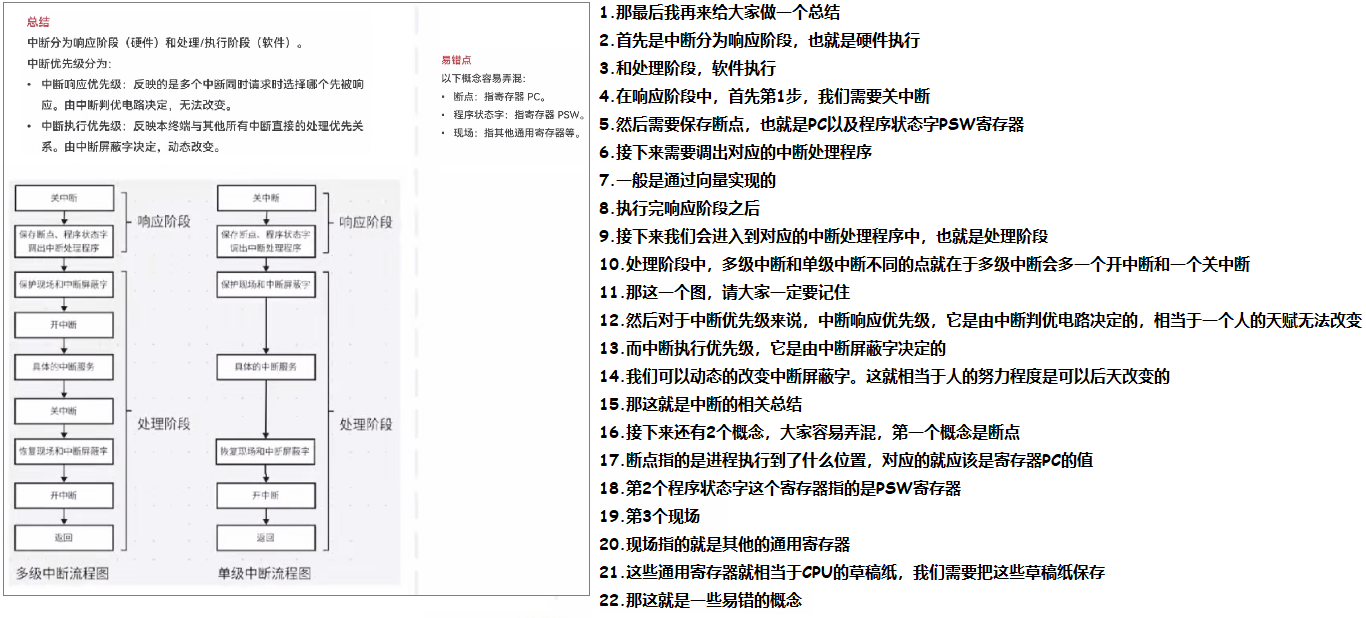 总结
中断分为响应阶段（硬件）和处理/执行阶段（软件）。
中断优先级分为:
• 中断响应优先级：反映的是多个中断同时请求时选择哪个先被响
应。由中断判优电路决定，无法改变。
• 中断执行优先级：反映本终端与其他所有中断直接的处理优先关
系。由中断屏蔽字决定，动态改变。
关中断
保存断点、程序状态字
调出中断处理程序
响应阶段
保护现场和中断屏蔽字
开中断
具体的中断服务
关中断
恢复现场和中断屏蔽字
开中断
返回
处理阶段
多级中断流程图
关中断
保存断点、程序状态字
调出中断处理程序
响应阶段
保护现场和中断屏蔽字
具体的中断服务
恢复现场和中断屏蔽字
开中断
返回
处理阶段
单级中断流程图
易错点
以下概念容易弄混:
• 断点：指寄存器 PC。
• 程序状态字：指寄存器 PSW。
• 现场：指其他通用寄存器等。
1.那最后我再来给大家做一个总结
2.首先是中断分为响应阶段，也就是硬件执行
3.和处理阶段，软件执行
4.在响应阶段中，首先第1步，我们需要关中断
5.然后需要保存断点，也就是PC以及程序状态字PSW寄存器
6.接下来需要调出对应的中断处理程序
7.一般是通过向量实现的
8.执行完响应阶段之后
9.接下来我们会进入到对应的中断处理程序中，也就是处理阶段
10.处理阶段中，多级中断和单级中断不同的点就在于多级中断会多一个开中断和一个关中断
11.那这一个图，请大家一定要记住
12.然后对于中断优先级来说，中断响应优先级，它是由中断判优电路决定的，相当于一个人的天赋无法改变
13.而中断执行优先级，它是由中断屏蔽字决定的
14.我们可以动态的改变中断屏蔽字。这就相当于人的努力程度是可以后天改变的
15.那这就是中断的相关总结
16.接下来还有2个概念，大家容易弄混，第一个概念是断点
17.断点指的是进程执行到了什么位置，对应的就应该是寄存器PC的值
18.第2个程序状态字这个寄存器指的是PSW寄存器
19.第3个现场
20.现场指的就是其他的通用寄存器
21.这些通用寄存器就相当于CPU的草稿纸，我们需要把这些草稿纸保存
22.那这就是一些易错的概念